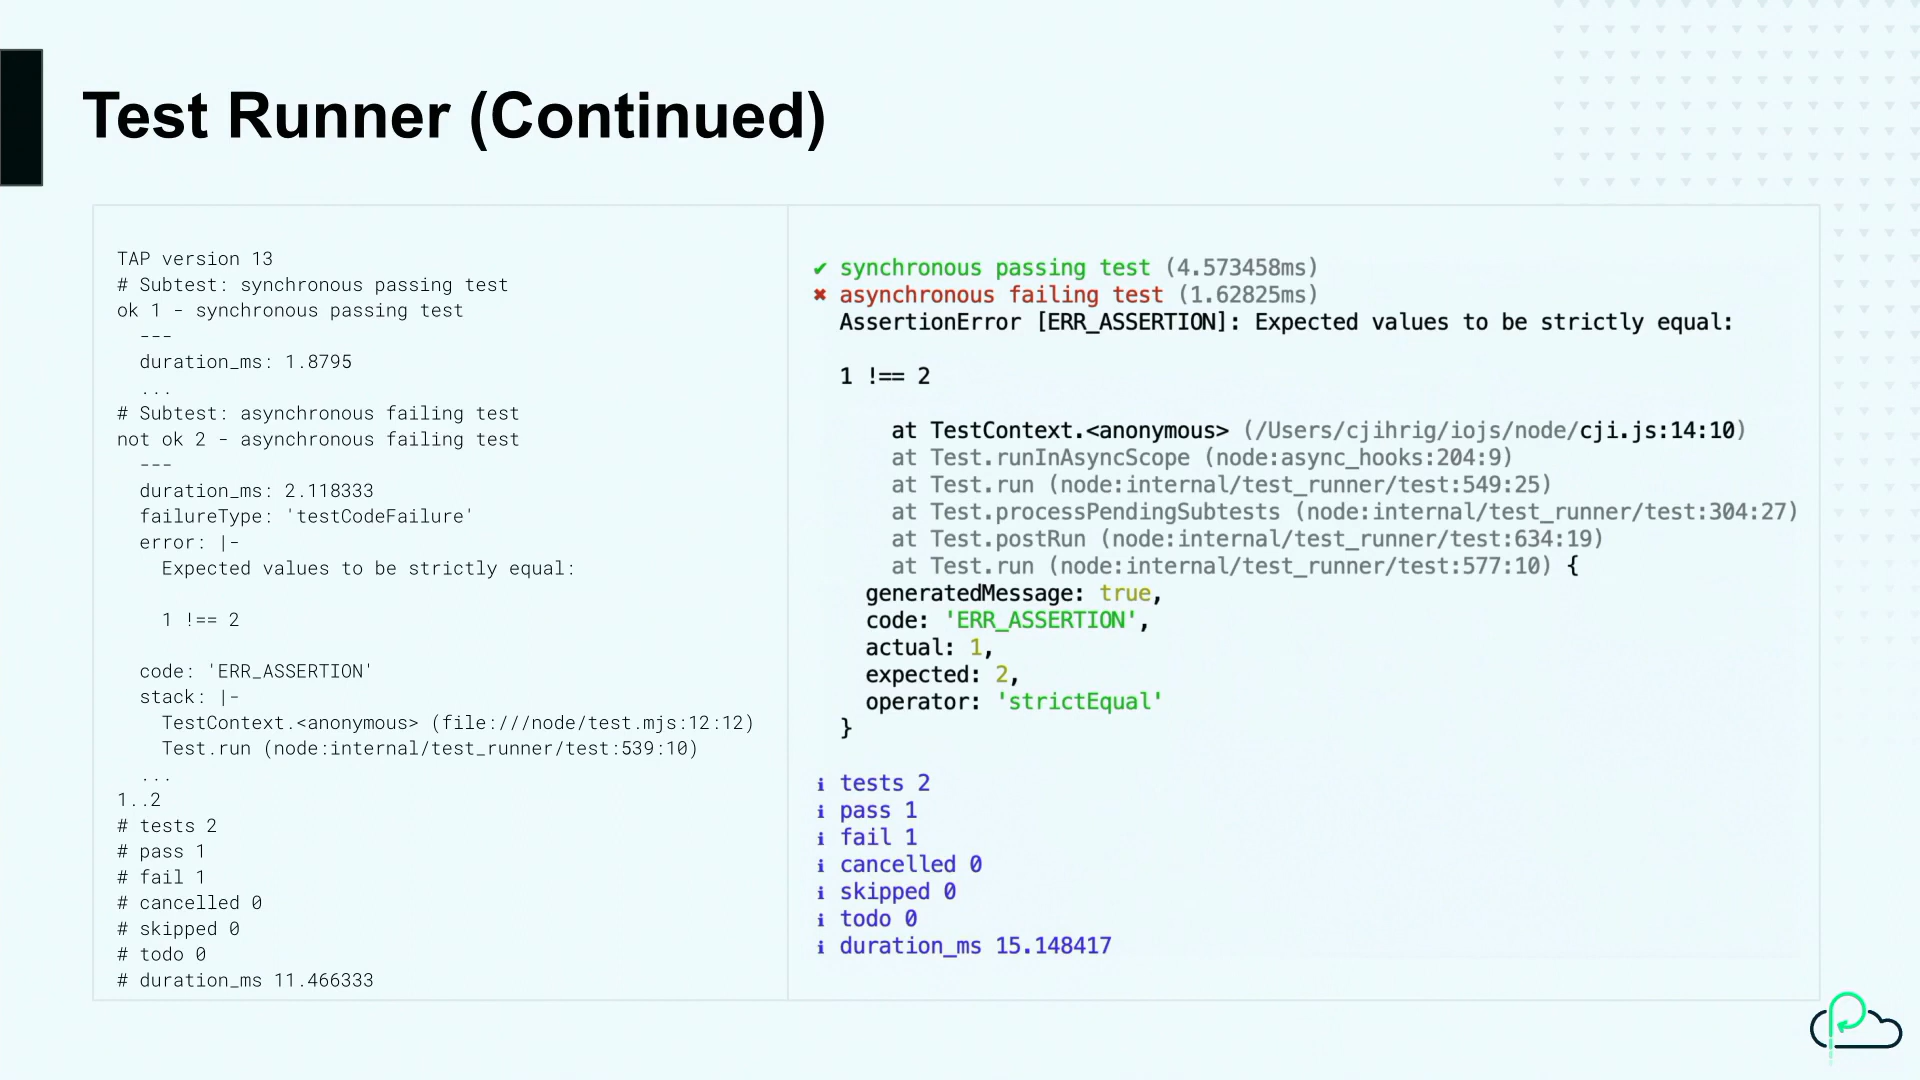 Test Runner (Continued)
TAP version 13
# Subtest: synchronous passing test
ok 1 - synchronous passing test
  ---
  duration_ms: 1.8795
  ...
# Subtest: asynchronous failing test
not ok 2 - asynchronous failing test
  ---
  duration_ms: 2.118333
  failureType: 'testCodeFailure'
  error: |-
    Expected values to be strictly equal:

    1 !== 2

  code: 'ERR_ASSERTION'
  stack: |-
    TestContext.<anonymous> (file:///node/test.mjs:12:12)
    Test.run (node:internal/test_runner/test:539:10)
  ...
1..2
# tests 2
# pass 1
# fail 1
# cancelled 0
# skipped 0
# todo 0
# duration_ms 11.466333
✔ synchronous passing test (4.573458ms)
✖ asynchronous failing test (1.62825ms)
  AssertionError [ERR_ASSERTION]: Expected values to be strictly equal:

  1 !== 2

      at TestContext.<anonymous> (/Users/cjihrig/iojs/node/cji.js:14:10)
      at Test.runInAsyncScope (node:async_hooks:204:9)
      at Test.run (node:internal/test_runner/test:549:25)
      at Test.processPendingSubtests (node:internal/test_runner/test:304:27)
      at Test.postRun (node:internal/test_runner/test:634:19)
      at Test.run (node:internal/test_runner/test:577:10) {
    generatedMessage: true,
    code: 'ERR_ASSERTION',
    actual: 1,
    expected: 2,
    operator: 'strictEqual'
  }

ℹ tests 2
ℹ pass 1
ℹ fail 1
ℹ cancelled 0
ℹ skipped 0
ℹ todo 0
ℹ duration_ms 15.148417